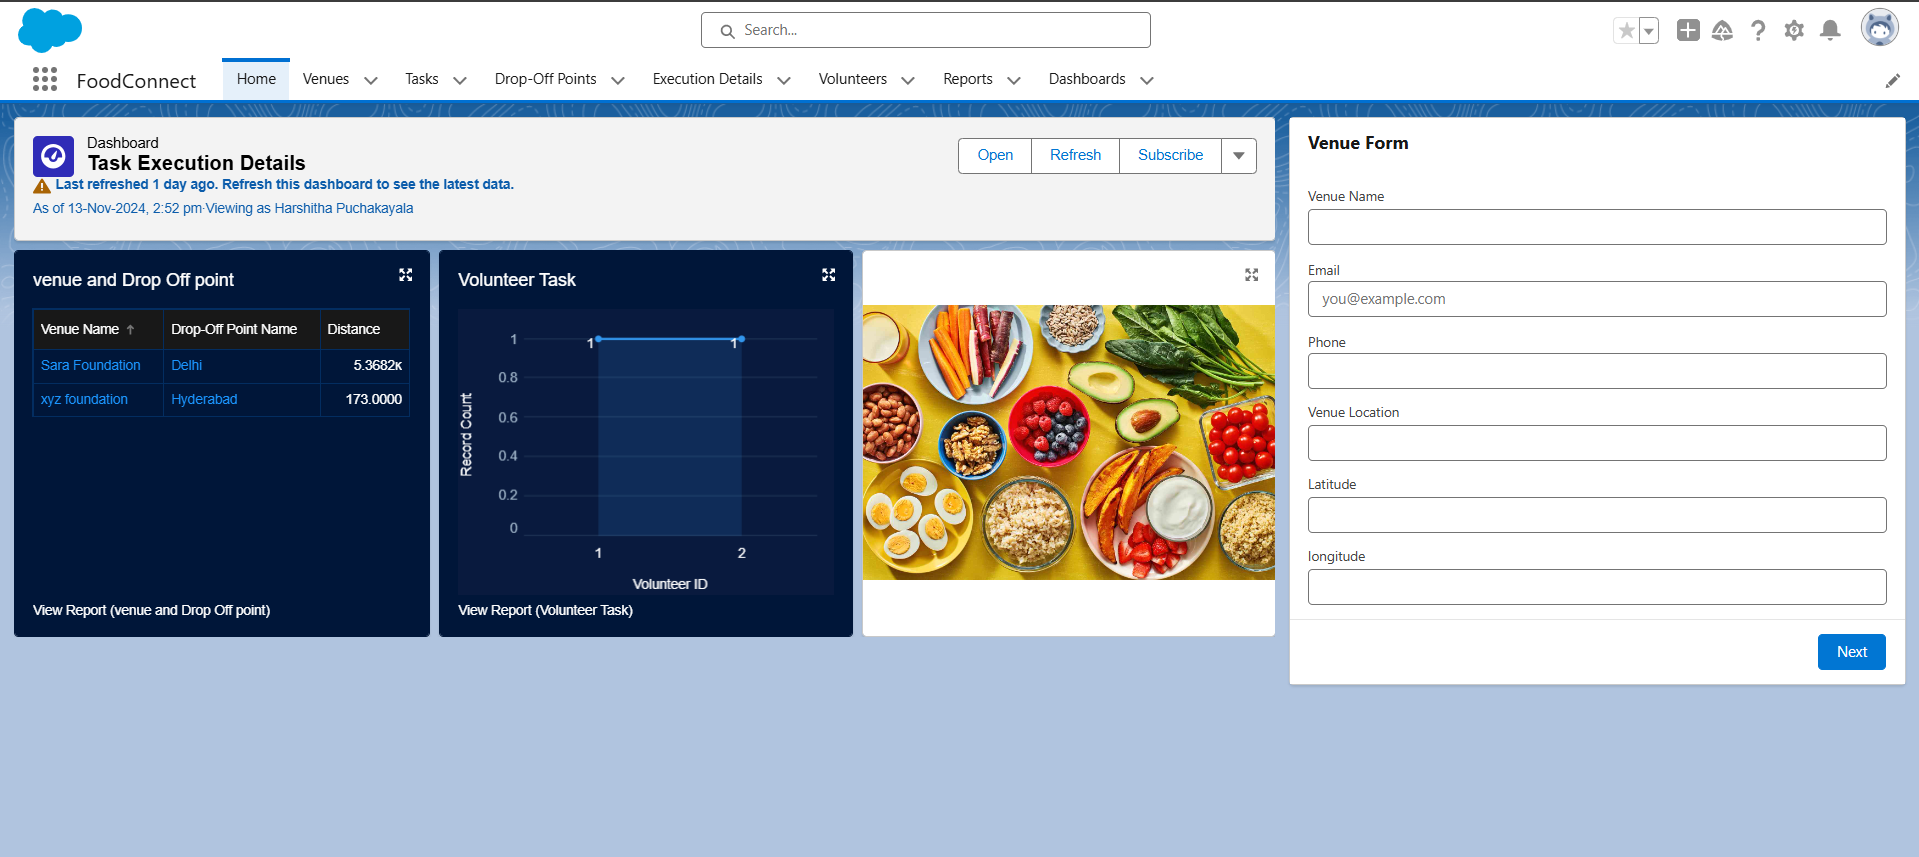 Search...
FoodConnect
Home
Venues
Tasks
Drop-Off Points
Execution Details
Volunteers
Reports
Dashboards
Dashboard
Task Execution Details
Last refreshed 1 day ago. Refresh this dashboard to see the latest data.
As of 13-Nov-2024, 2:52 pm·Viewing as Harshitha Puchakayala
Open
Refresh
Subscribe
venue and Drop Off point
Venue Name ↑ Drop-Off Point Name Distance
Sara Foundation Delhi 5.3682K
xyz foundation Hyderabad 173.0000
View Report (venue and Drop Off point)
Volunteer Task
Record Count
1
0.8
0.6
0.4
0.2
0
1 1
1 2
Volunteer ID
View Report (Volunteer Task)
Venue Form
Venue Name
Email
you@example.com
Phone
Venue Location
Latitude
longitude
Next